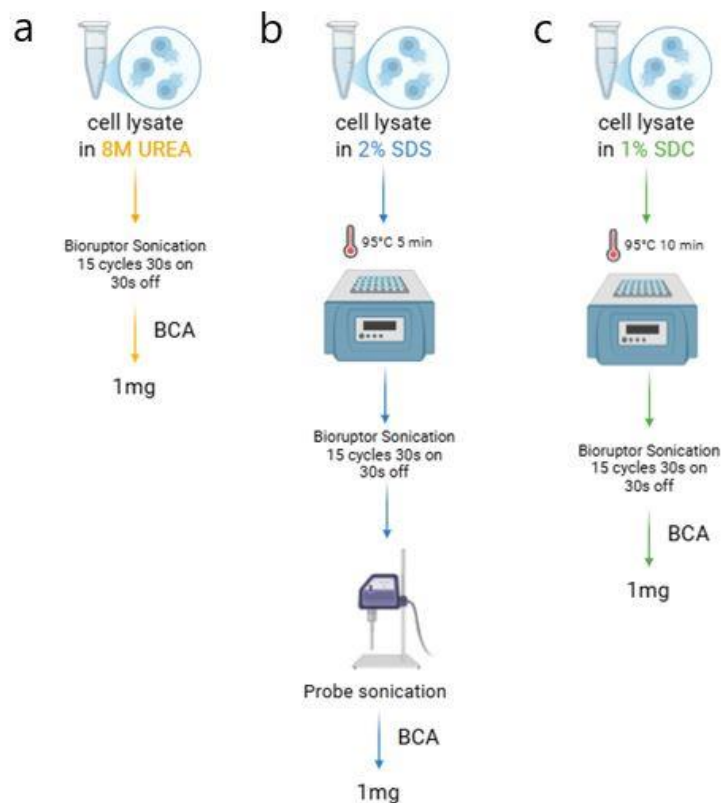 a
cell lysate
in 8M UREA
Bioruptor Sonication
15 cycles 30s on
30s off
BCA
1mg
b
cell lysate
in 2% SDS
95°C 5 min
Bioruptor Sonication
15 cycles 30s on
30s off
Probe sonication
BCA
1mg
c
cell lysate
in 1% SDC
95°C 10 min
Bioruptor Sonication
15 cycles 30s on
30s off
BCA
1mg